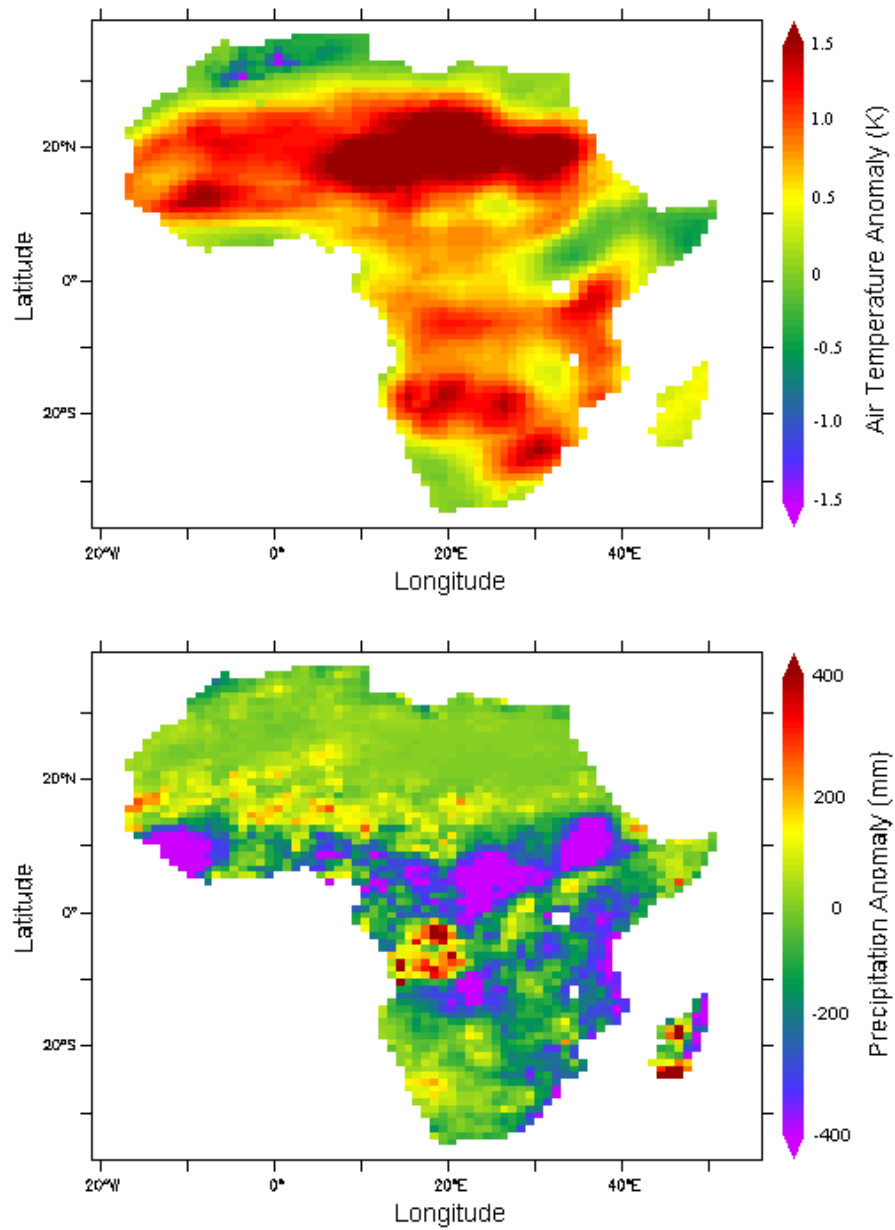 1.5
1.0
0.5
0
-0.5
-1.0
-1.5
Air Temperature Anomaly (K)
20°N
0°
20°S
Latitude
20°W 0° 20°E 40°E
Longitude
400
200
0
-200
-400
Precipitation Anomaly (mm)
20°N
0°
20°S
Latitude
20°W 0° 20°E 40°E
Longitude